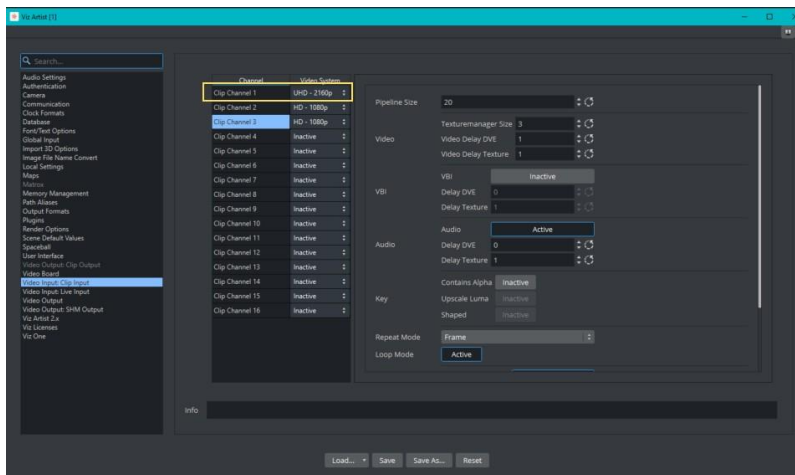 Viz Artist [1]
Search...
Audio Settings
Authentication
Camera
Communication
Clock Formats
Database
Font/Text Options
Global Input
Import 3D Options
Image File Name Convert
Local Settings
Maps
Matrox
Memory Management
Path Aliases
Output Formats
Plugins
Render Options
Scene Default Values
Spaceball
User Interface
Video Output: Clip Output
Video Board
Video Input: Clip Input
Video Input: Live Input
Video Output
Video Output: SHM Output
Viz Artist 2.x
Viz Licenses
Viz One
Channel Video System
Clip Channel 1 UHD - 2160p
Clip Channel 2 HD - 1080p
Clip Channel 3 HD - 1080p
Clip Channel 4 Inactive
Clip Channel 5 Inactive
Clip Channel 6 Inactive
Clip Channel 7 Inactive
Clip Channel 8 Inactive
Clip Channel 9 Inactive
Clip Channel 10 Inactive
Clip Channel 11 Inactive
Clip Channel 12 Inactive
Clip Channel 13 Inactive
Clip Channel 14 Inactive
Clip Channel 15 Inactive
Clip Channel 16 Inactive
Pipeline Size 20
Texturemanager Size 3
Video Video Delay DVE 1
Video Delay Texture 1
VBI Inactive
VBI Delay DVE 0
Delay Texture 1
Audio Active
Audio Delay DVE 0
Delay Texture 1
Contains Alpha Inactive
Key Upscale Luma Inactive
Shaped Inactive
Repeat Mode Frame
Loop Mode Active
Info
Load... Save Save As... Reset